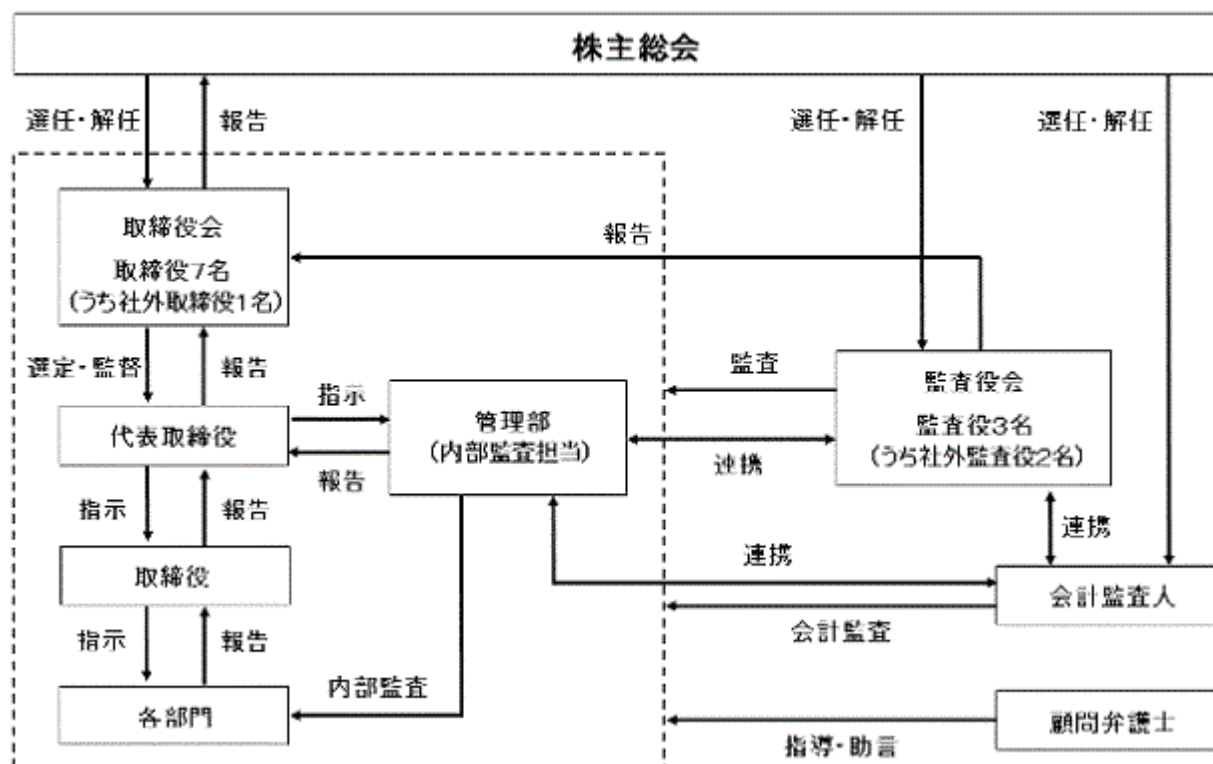 株主総会
選任・解任
報告
選任・解任
選任・解任
取締役会
取締役7名
(うち社外取締役1名)
報告
選定・監督
報告
監査
監査役会
監査役3名
(うち社外監査役2名)
代表取締役
指示
報告
管理部
(内部監査担当)
連携
指示
報告
連携
取締役
連携
会計監査人
会計監査
指示
報告
内部監査
各部門
顧問弁護士
指導・助言